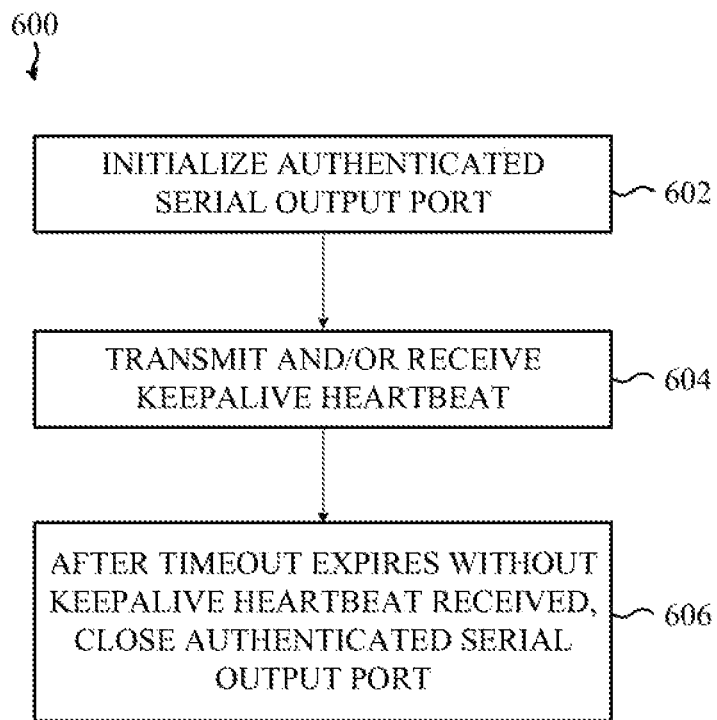 600
INITIALIZE AUTHENTICATED
SERIAL OUTPUT PORT
602
TRANSMIT AND/OR RECEIVE
KEEPALIVE HEARTBEAT
604
AFTER TIMEOUT EXPIRES WITHOUT
KEEPALIVE HEARTBEAT RECEIVED,
CLOSE AUTHENTICATED SERIAL
OUTPUT PORT
606